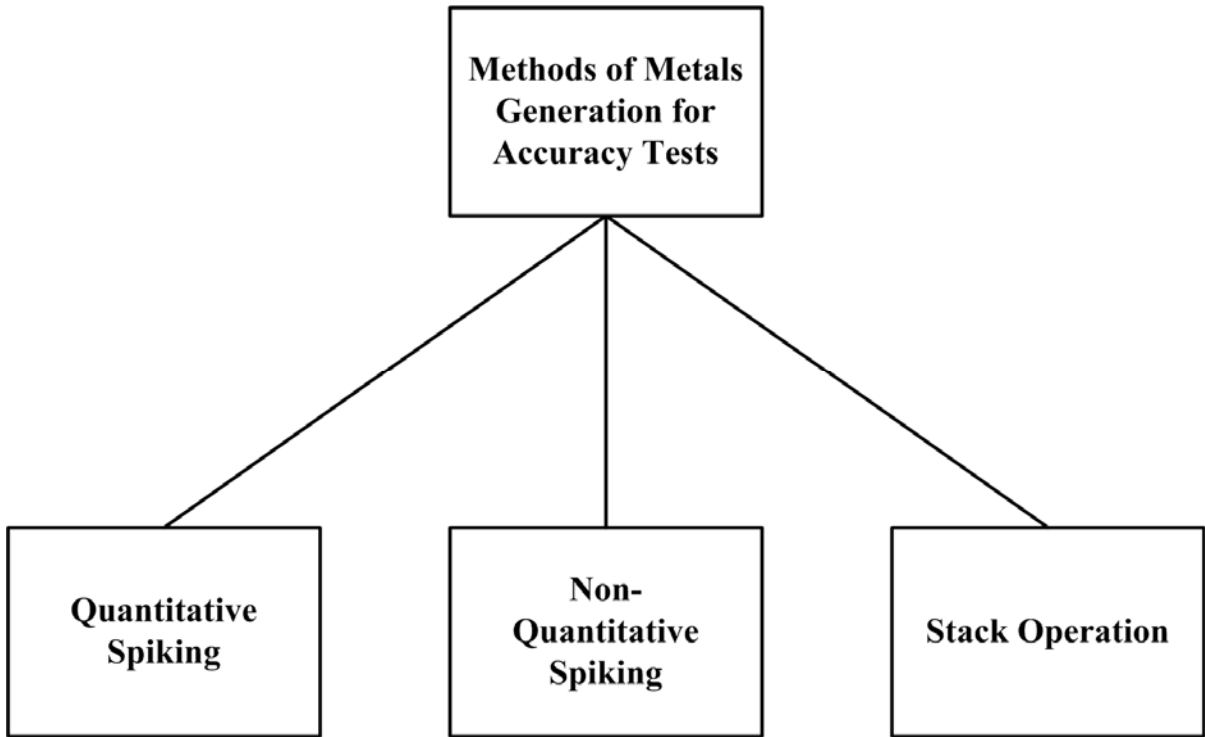 Methods of Metals
Generation for
Accuracy Tests
Quantitative
Spiking
Non-
Quantitative
Spiking
Stack Operation